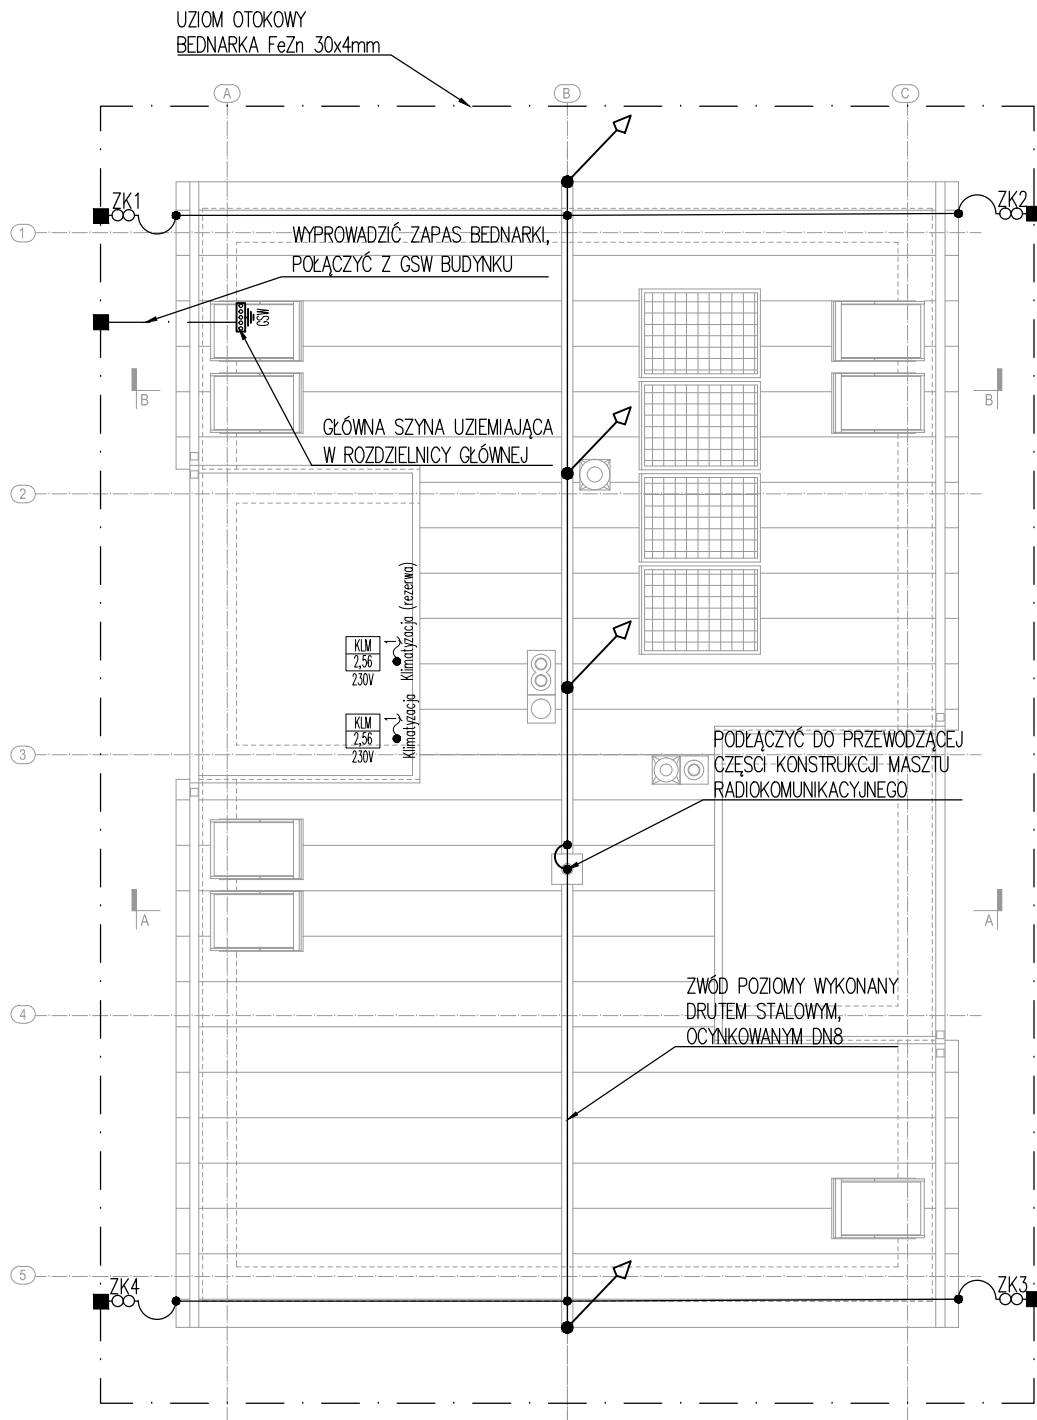 UZIOM OTOKOWY
BEDNARKA FeZn 30x4mm
A
B
C
ZK1
ZK2
1
WYPROWADZIĆ ZAPAS BEDNARKI,
POŁĄCZYĆ Z GSW BUDYNKU
GSW
B
B
GŁÓWNA SZYNA UZIEMIAJĄCA
W ROZDZIELNICY GŁÓWNEJ
2
KLM
2,56
230V
1)
Klimatyzacja (rezerwa)
KLM
2,56
230V
1)
Klimatyzacja
3
PODŁĄCZYĆ DO PRZEWODZĄCEJ
CZĘSCI KONSTRUKCJI MASZTU
RADIOKOMUNIKACYJNEGO
A
A
ZWÓD POZIOMY WYKONANY
DRUTEM STALOWYM,
OCYNKOWANYM DN8
4
5
ZK4
ZK3